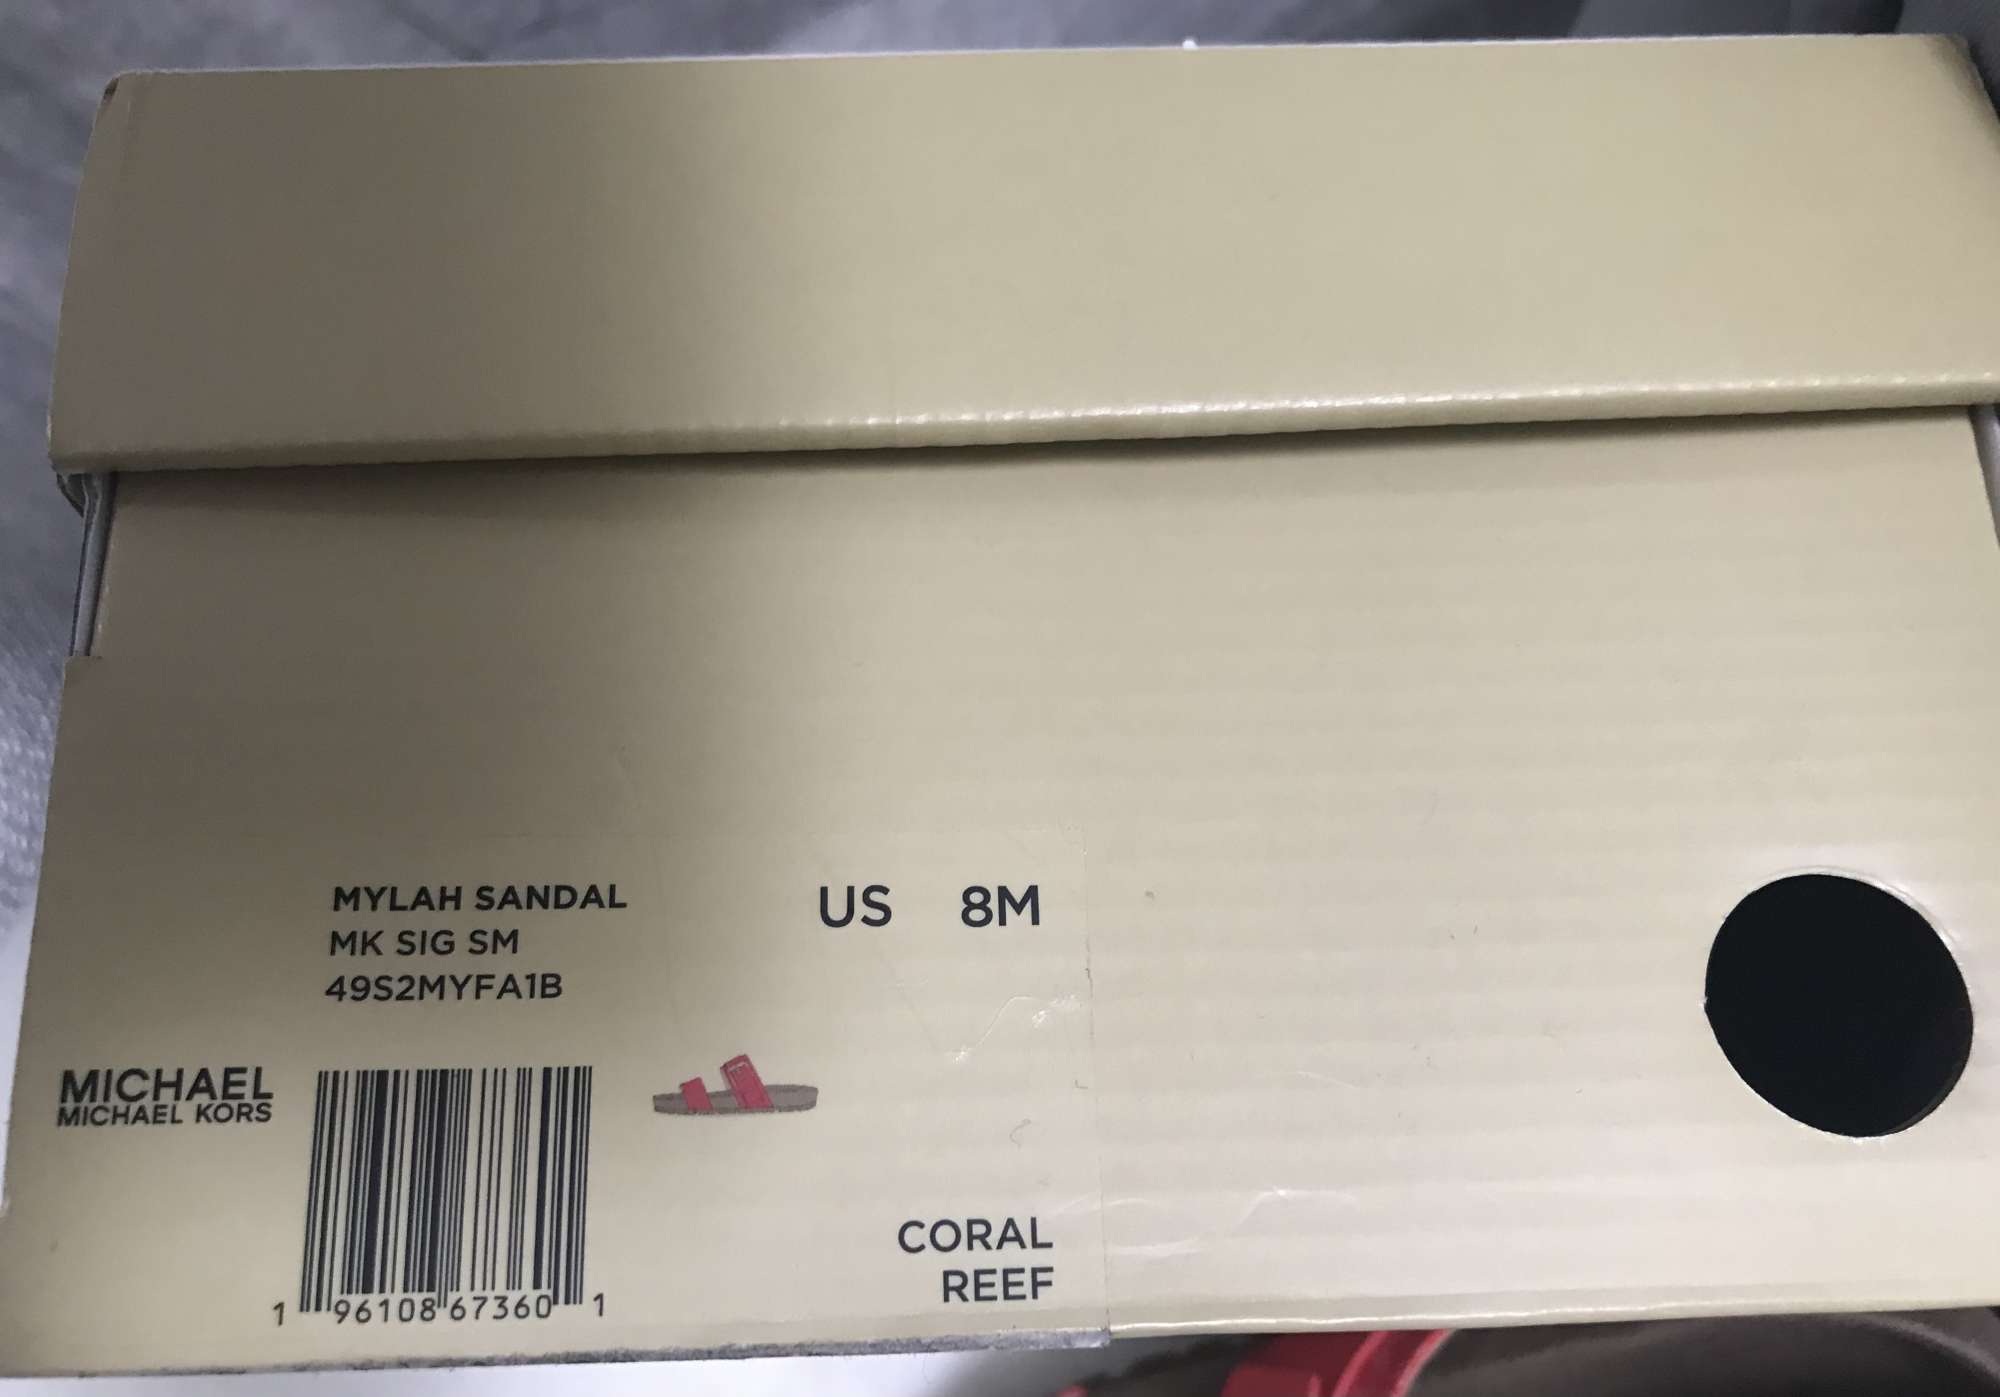 MYLAH SANDAL
MK SIG SM
49S2MYFA1B
US 8M
MICHAEL
MICHAEL KORS
1 96108 67360 1
CORAL
REEF